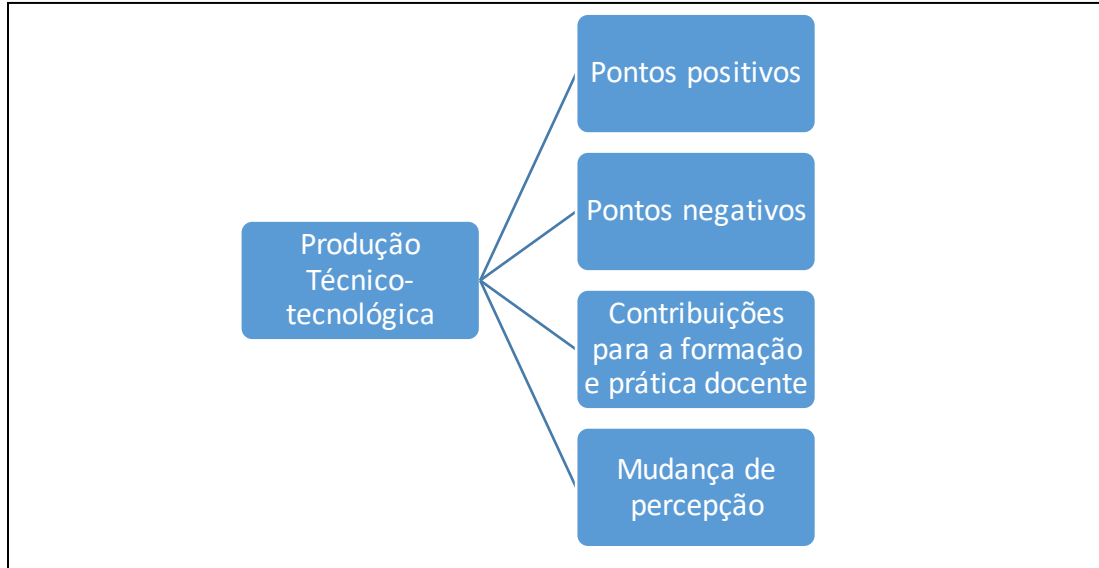 Pontos positivos
Pontos negativos
Produção
Técnico-
tecnológica
Contribuições
para a formação
e prática docente
Mudança de
percepção